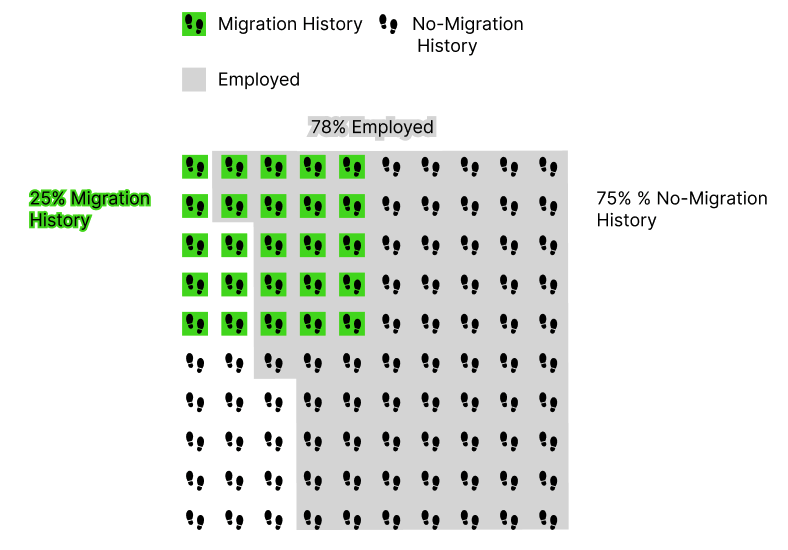 Migration History
No-Migration
History
Employed
78% Employed
25% Migration
History
75% % No-Migration
History